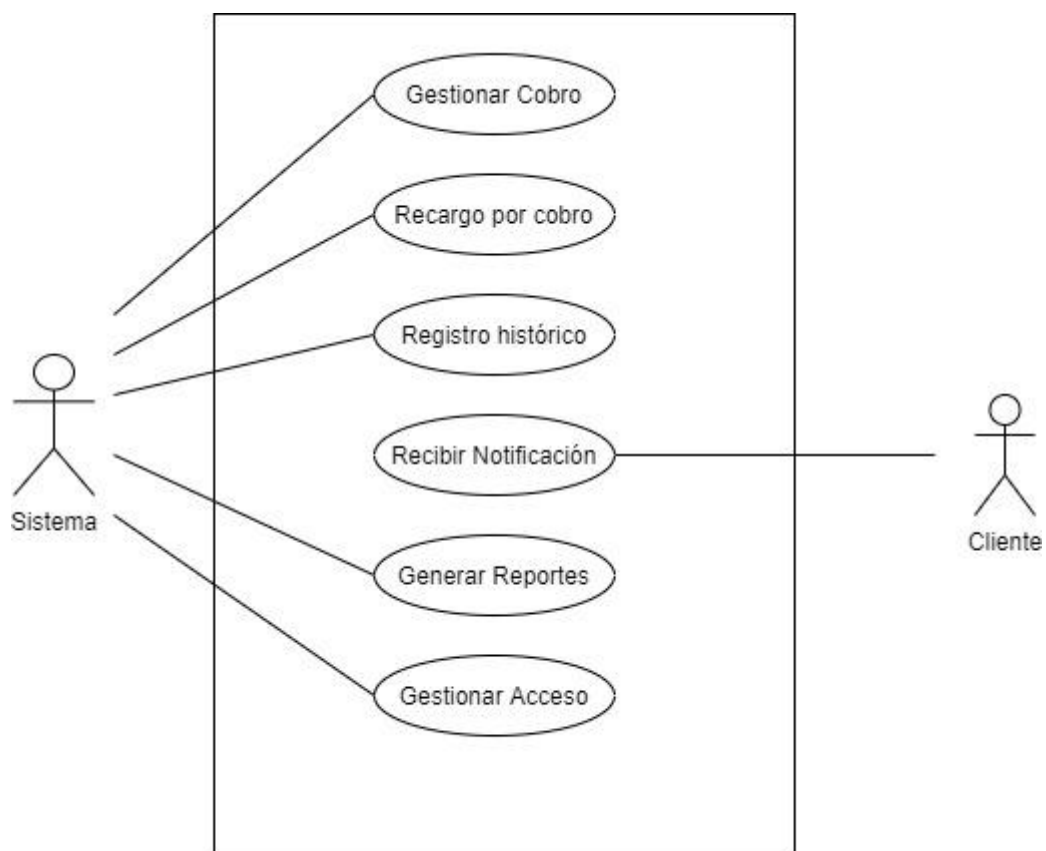 Gestionar Cobro
Recargo por cobro
Registro histórico
Recibir Notificación
Sistema
Cliente
Generar Reportes
Gestionar Acceso